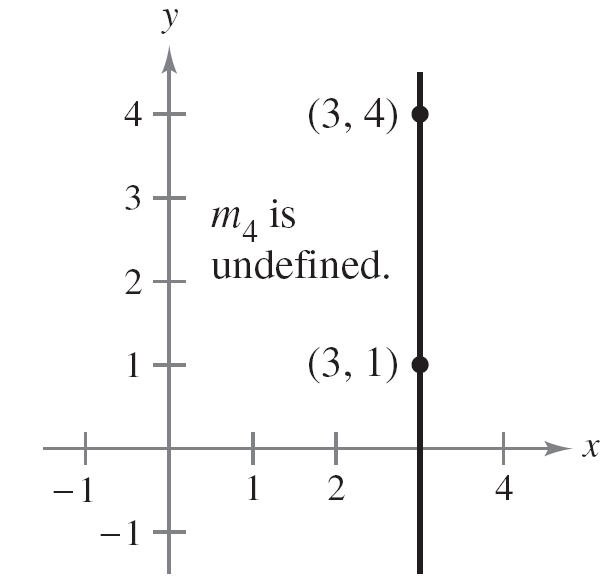 y
4
(3, 4)
3
m₄ is
undefined.
2
1
(3, 1)
x
−1
1
2
4
−1